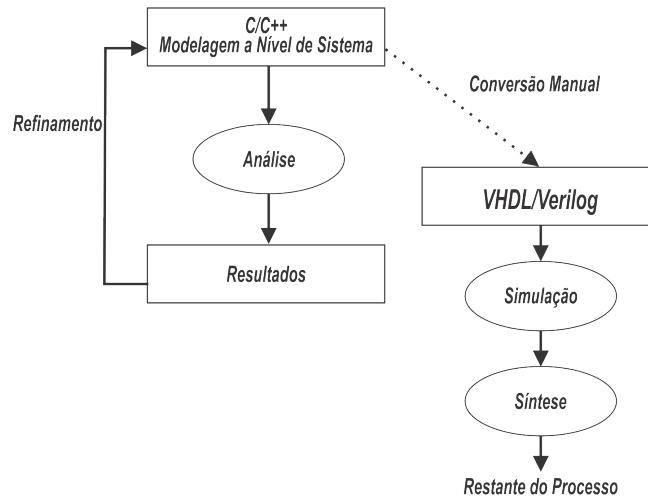 C/C++
Modelagem a Nível de Sistema
Conversão Manual
Refinamento
Análise
VHDL/Verilog
Resultados
Simulação
Síntese
Restante do Processo